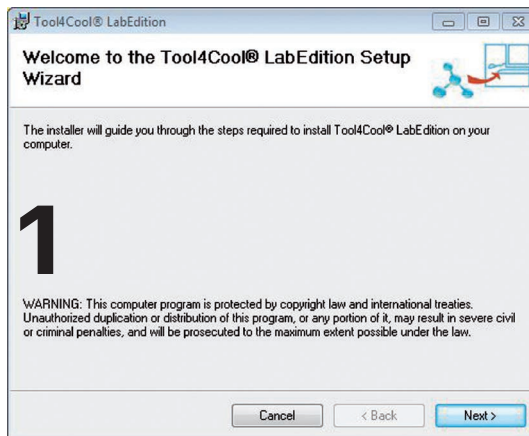 Tool4Cool® LabEdition
Welcome to the Tool4Cool® LabEdition Setup
Wizard
The installer will guide you through the steps required to install Tool4Cool® LabEdition on your
computer.
1
WARNING: This computer program is protected by copyright law and international treaties.
Unauthorized duplication or distribution of this program, or any portion of it, may result in severe civil
or criminal penalties, and will be prosecuted to the maximum extent possible under the law.
Cancel < Back Next >